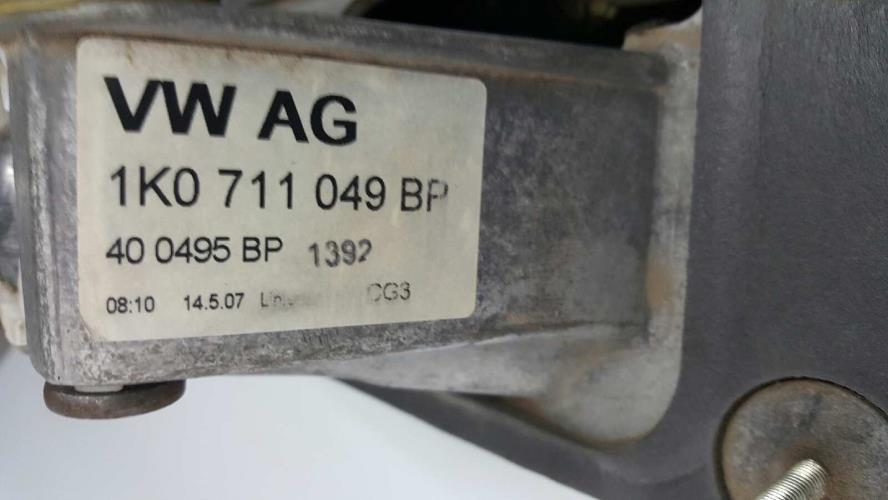 VW AG
1K0 711 049 BP
40 0495 BP 1392
08:10 14.5.07 CG3